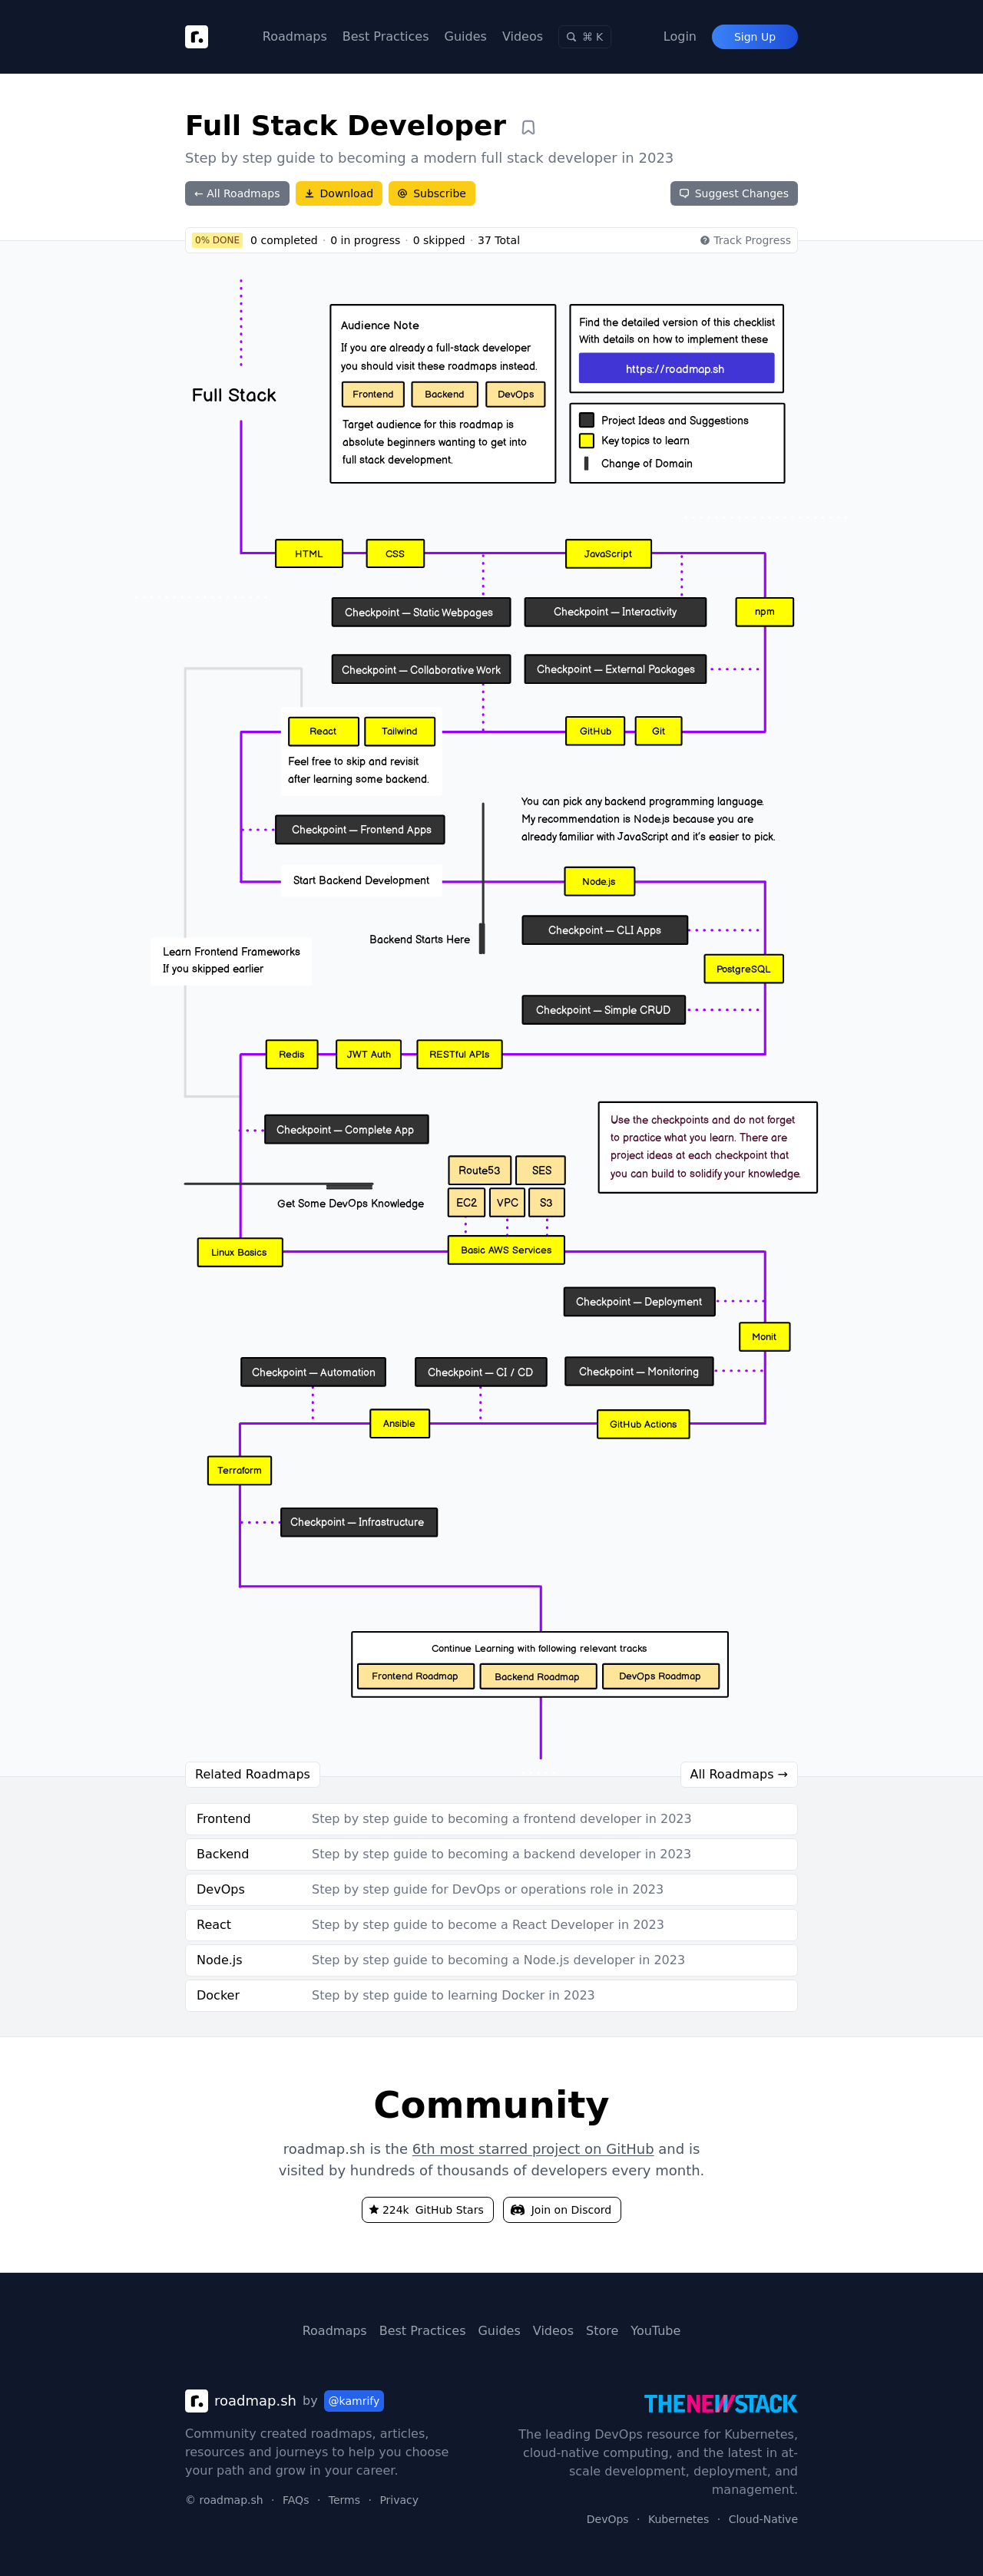 r.
Roadmaps
Best Practices
Guides
Videos
⌘ K
Login
Sign Up
Full Stack Developer
Step by step guide to becoming a modern full stack developer in 2023
← All Roadmaps
Download
Subscribe
Suggest Changes
0% DONE
0 completed · 0 in progress · 0 skipped · 37 Total
Track Progress
Full Stack
Audience Note
If you are already a full-stack developer
you should visit these roadmaps instead.
Frontend
Backend
DevOps
Target audience for this roadmap is
absolute beginners wanting to get into
full stack development.
Find the detailed version of this checklist
With details on how to implement these
https://roadmap.sh
Project Ideas and Suggestions
Key topics to learn
Change of Domain
HTML
CSS
JavaScript
Checkpoint — Static Webpages
Checkpoint — Interactivity
npm
Checkpoint — Collaborative Work
Checkpoint — External Packages
React
Tailwind
GitHub
Git
Feel free to skip and revisit
after learning some backend.
You can pick any backend programming language.
My recommendation is Node.js because you are
already familiar with JavaScript and it's easier to pick.
Checkpoint — Frontend Apps
Start Backend Development
Node.js
Checkpoint — CLI Apps
Backend Starts Here
Learn Frontend Frameworks
If you skipped earlier
PostgreSQL
Checkpoint — Simple CRUD
Redis
JWT Auth
RESTful APIs
Checkpoint — Complete App
Use the checkpoints and do not forget
to practice what you learn. There are
project ideas at each checkpoint that
you can build to solidify your knowledge.
Route53
SES
EC2
VPC
S3
Get Some DevOps Knowledge
Linux Basics
Basic AWS Services
Checkpoint — Deployment
Monit
Checkpoint — Automation
Checkpoint — CI / CD
Checkpoint — Monitoring
Ansible
GitHub Actions
Terraform
Checkpoint — Infrastructure
Continue Learning with following relevant tracks
Frontend Roadmap
Backend Roadmap
DevOps Roadmap
Related Roadmaps
All Roadmaps →
Frontend
Step by step guide to becoming a frontend developer in 2023
Backend
Step by step guide to becoming a backend developer in 2023
DevOps
Step by step guide for DevOps or operations role in 2023
React
Step by step guide to become a React Developer in 2023
Node.js
Step by step guide to becoming a Node.js developer in 2023
Docker
Step by step guide to learning Docker in 2023
Community
roadmap.sh is the 6th most starred project on GitHub and is
visited by hundreds of thousands of developers every month.
224k GitHub Stars
Join on Discord
Roadmaps
Best Practices
Guides
Videos
Store
YouTube
r. roadmap.sh by @kamrify
Community created roadmaps, articles,
resources and journeys to help you choose
your path and grow in your career.
© roadmap.sh · FAQs · Terms · Privacy
THENEWSTACK
The leading DevOps resource for Kubernetes,
cloud-native computing, and the latest in at-
scale development, deployment, and
management.
DevOps · Kubernetes · Cloud-Native